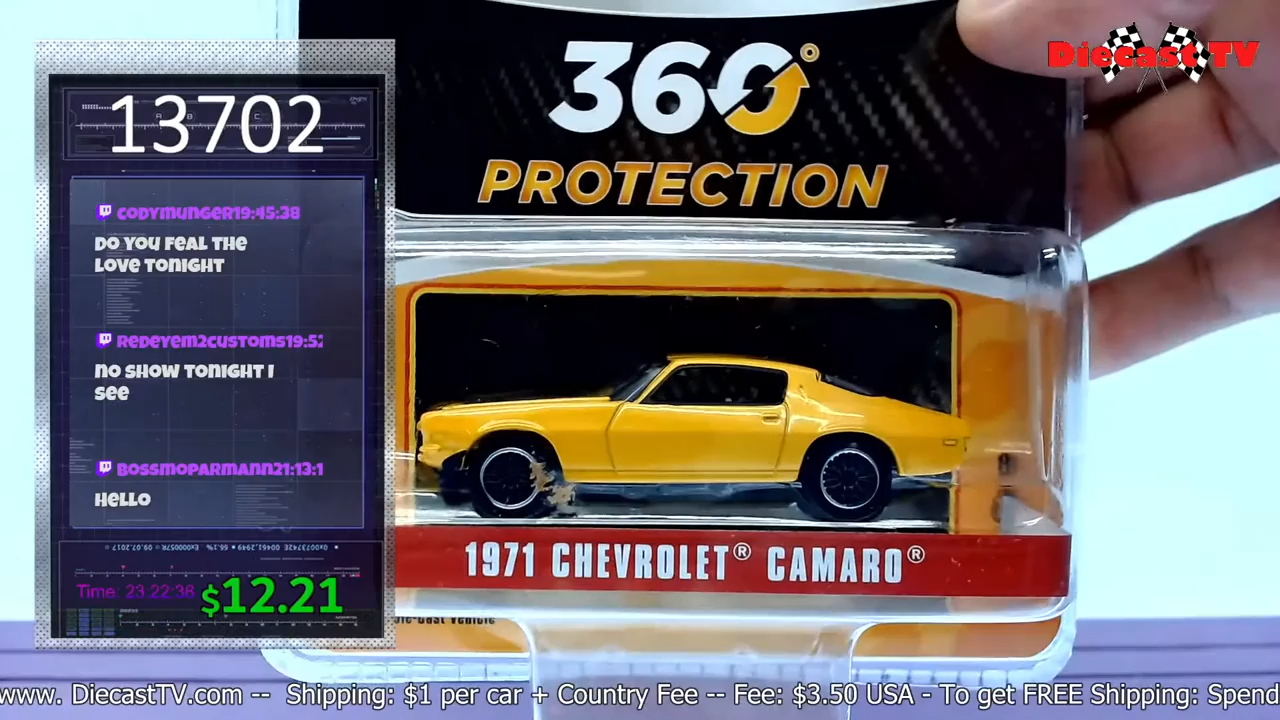 360°
PROTECTION
Diecast TV
13702
A B C
codymunger19:45:38
Do you feal the
love tonight
Redeyem2customs19:5
no show tonight I
see
Bossmoparmann21:13:1
Hello
Time: 23:22:38
$12.21
1971 CHEVROLET® CAMARO®
www. DiecastTV.com -- Shipping: $1 per car + Country Fee -- Fee: $3.50 USA - To get FREE Shipping: Spend